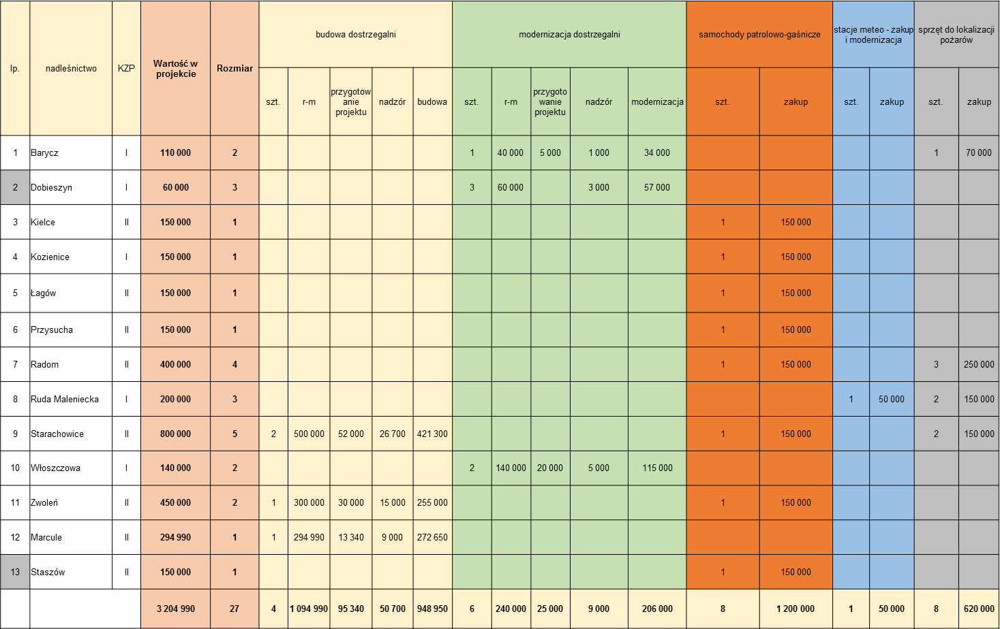 lp. nadleśnictwo KZP Wartość w projekcie Rozmiar budowa dostrzegalni modernizacja dostrzegalni samochody patrolowo-gaśnicze stacje meteo - zakup i modernizacja sprzęt do lokalizacji pożarów
szt. r-m przygotow anie projektu nadzór budowa szt. r-m przygoto wanie projektu nadzór modernizacja szt. zakup szt. zakup szt. zakup
1 Barycz I 110 000 2 1 40 000 5 000 1 000 34 000 1 70 000
2 Dobieszyn I 60 000 3 3 60 000 3 000 57 000
3 Kielce II 150 000 1 1 150 000
4 Kozienice I 150 000 1 1 150 000
5 Łagów II 150 000 1 1 150 000
6 Przysucha II 150 000 1 1 150 000
7 Radom II 400 000 4 1 150 000 3 250 000
8 Ruda Maleniecka I 200 000 3 1 50 000 2 150 000
9 Starachowice II 800 000 5 2 500 000 52 000 26 700 421 300 1 150 000 2 150 000
10 Włoszczowa I 140 000 2 2 140 000 20 000 5 000 115 000
11 Zwoleń II 450 000 2 1 300 000 30 000 15 000 255 000 1 150 000
12 Marcule II 294 990 1 1 294 990 13 340 9 000 272 650
13 Staszów II 150 000 1 1 150 000
3 204 990 27 4 1 094 990 95 340 50 700 948 950 6 240 000 25 000 9 000 206 000 8 1 200 000 1 50 000 8 620 000